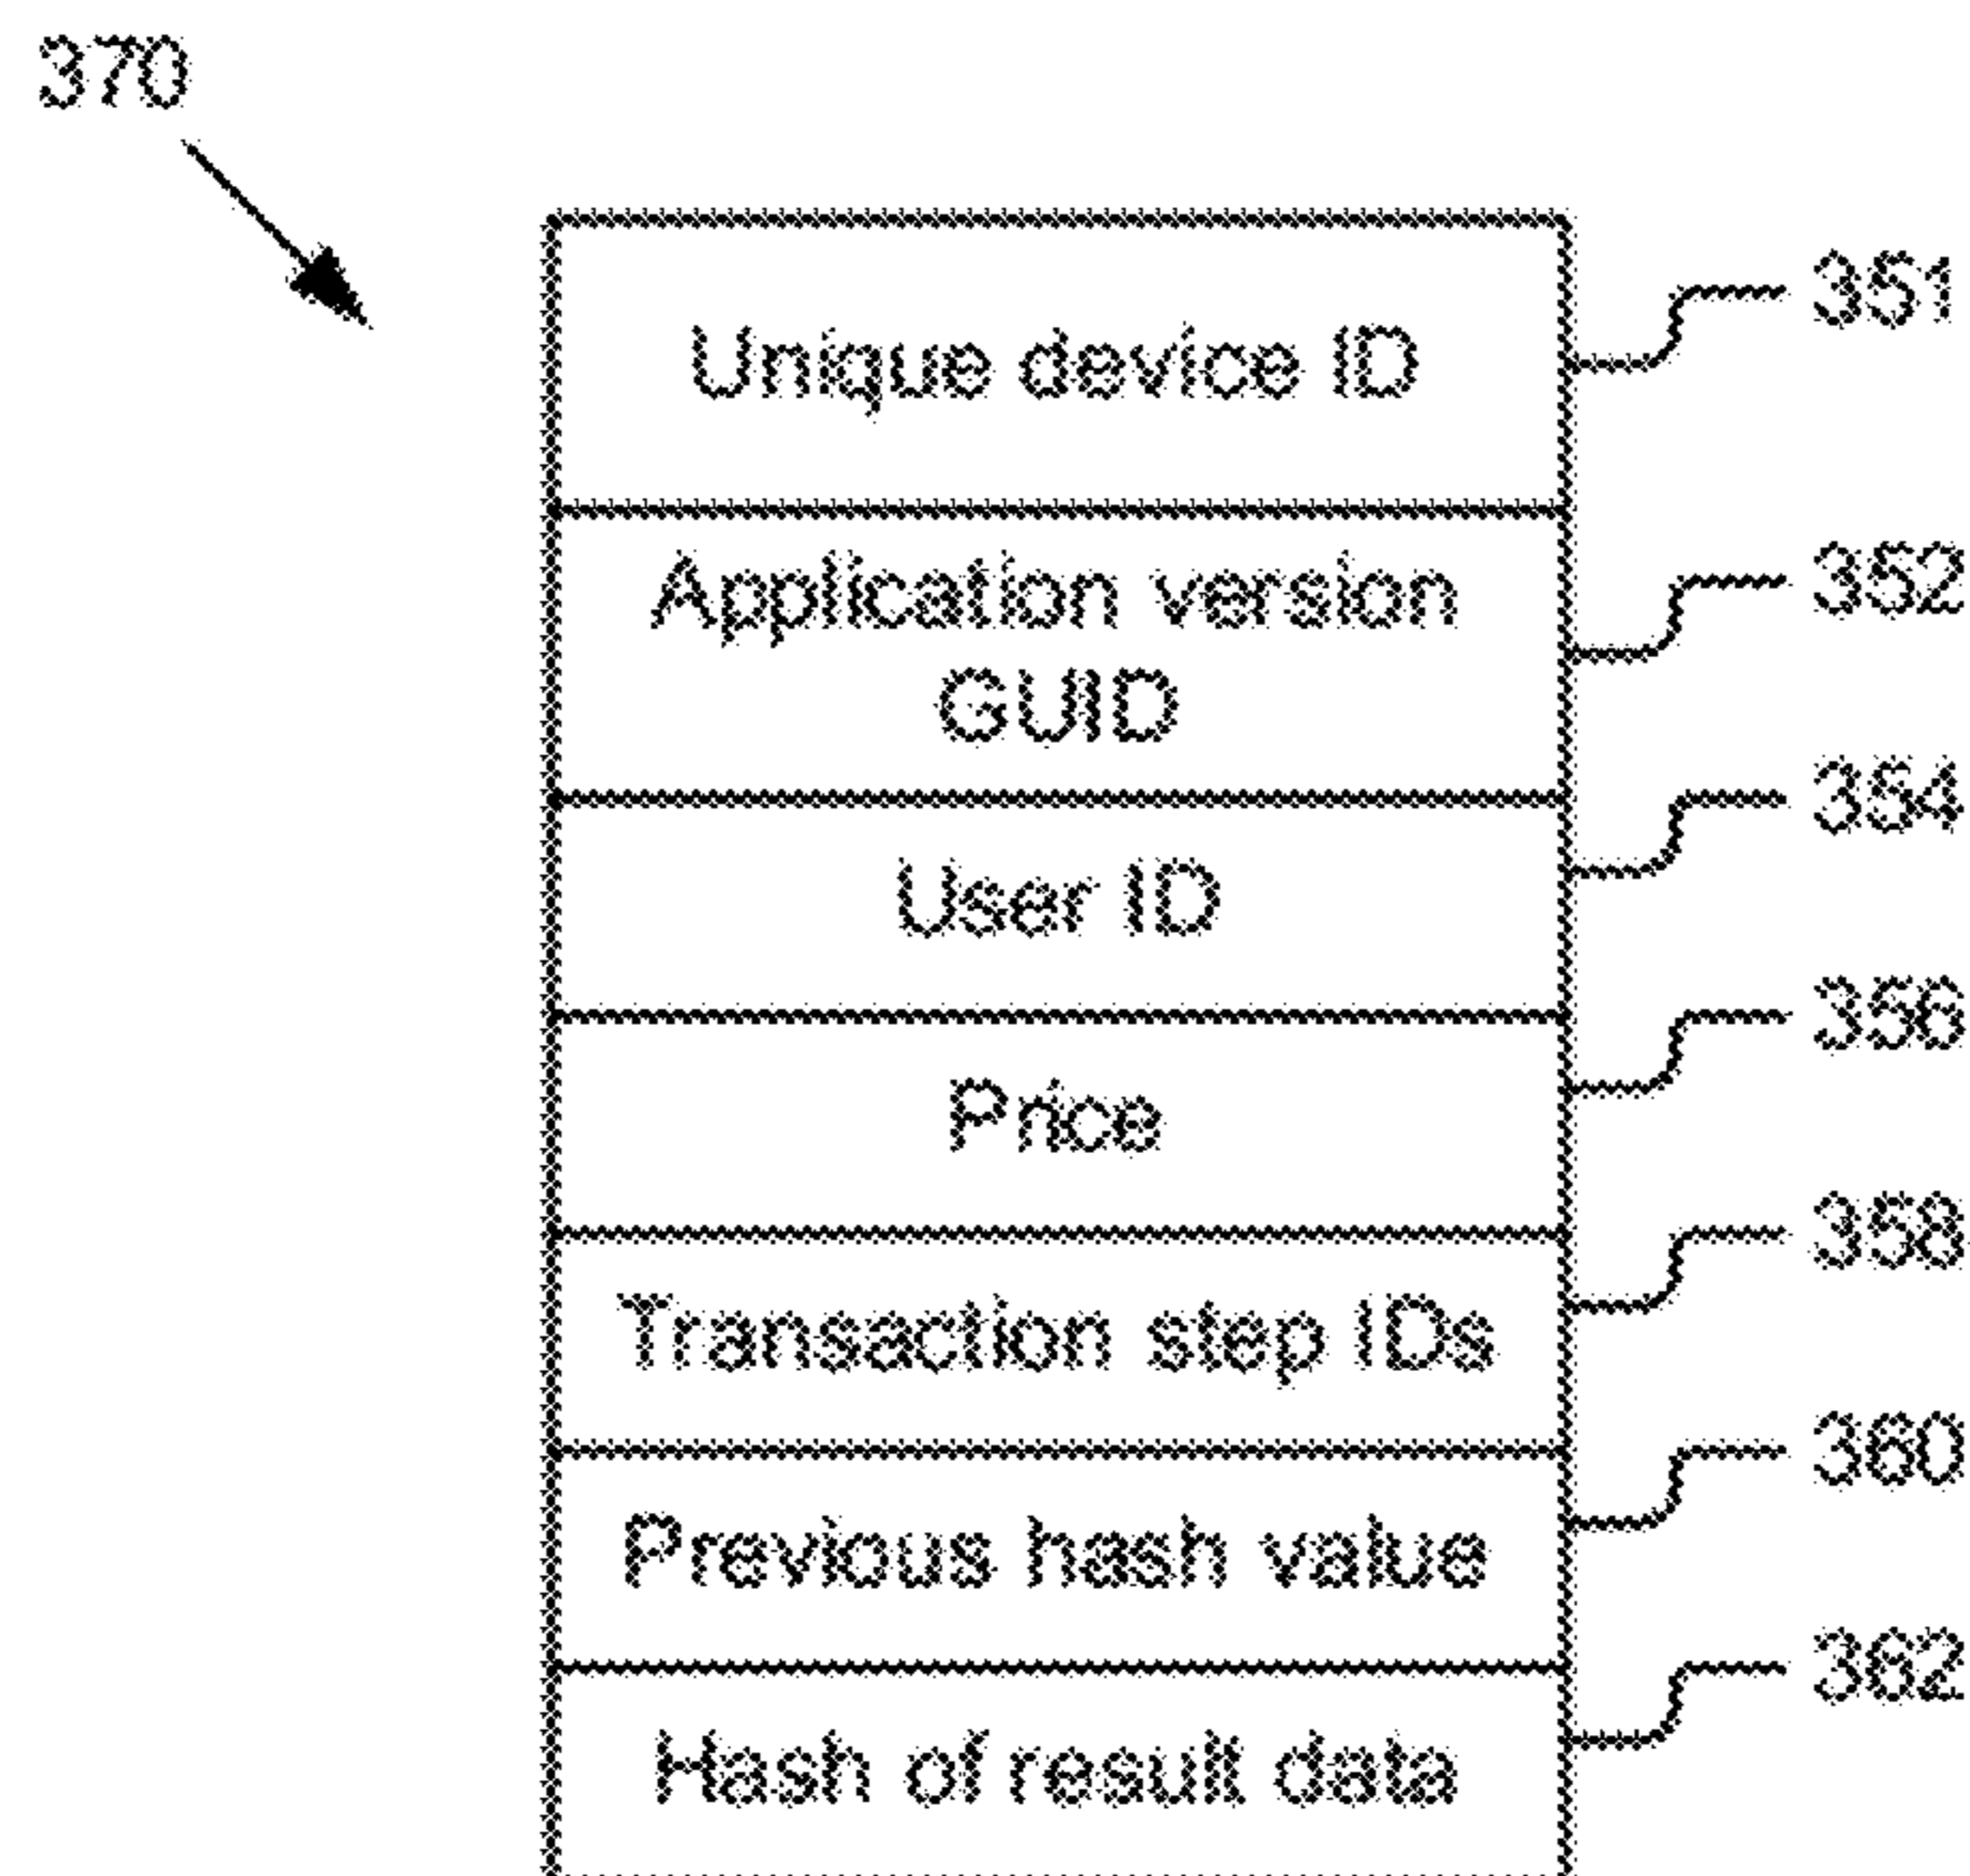 370
Unique device ID
351
Application version
GUID
352
User ID
354
Price
356
Transaction step IDs
358
Previous hash value
360
Hash of result data
362